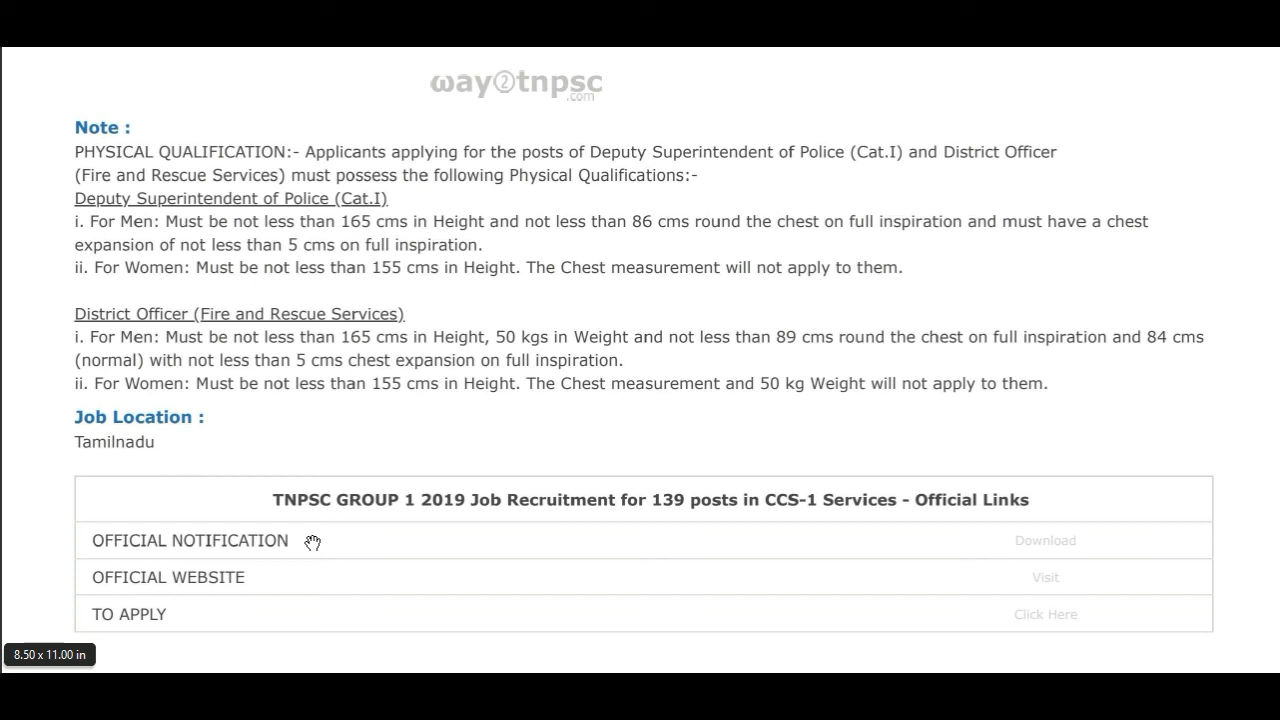 ωay②tnpsc
.com
Note :
PHYSICAL QUALIFICATION:- Applicants applying for the posts of Deputy Superintendent of Police (Cat.I) and District Officer
(Fire and Rescue Services) must possess the following Physical Qualifications:-
Deputy Superintendent of Police (Cat.I)
i. For Men: Must be not less than 165 cms in Height and not less than 86 cms round the chest on full inspiration and must have a chest
expansion of not less than 5 cms on full inspiration.
ii. For Women: Must be not less than 155 cms in Height. The Chest measurement will not apply to them.
District Officer (Fire and Rescue Services)
i. For Men: Must be not less than 165 cms in Height, 50 kgs in Weight and not less than 89 cms round the chest on full inspiration and 84 cms
(normal) with not less than 5 cms chest expansion on full inspiration.
ii. For Women: Must be not less than 155 cms in Height. The Chest measurement and 50 kg Weight will not apply to them.
Job Location :
Tamilnadu
TNPSC GROUP 1 2019 Job Recruitment for 139 posts in CCS-1 Services - Official Links
OFFICIAL NOTIFICATION Download
OFFICIAL WEBSITE Visit
TO APPLY Click Here
8.50 x 11.00 in